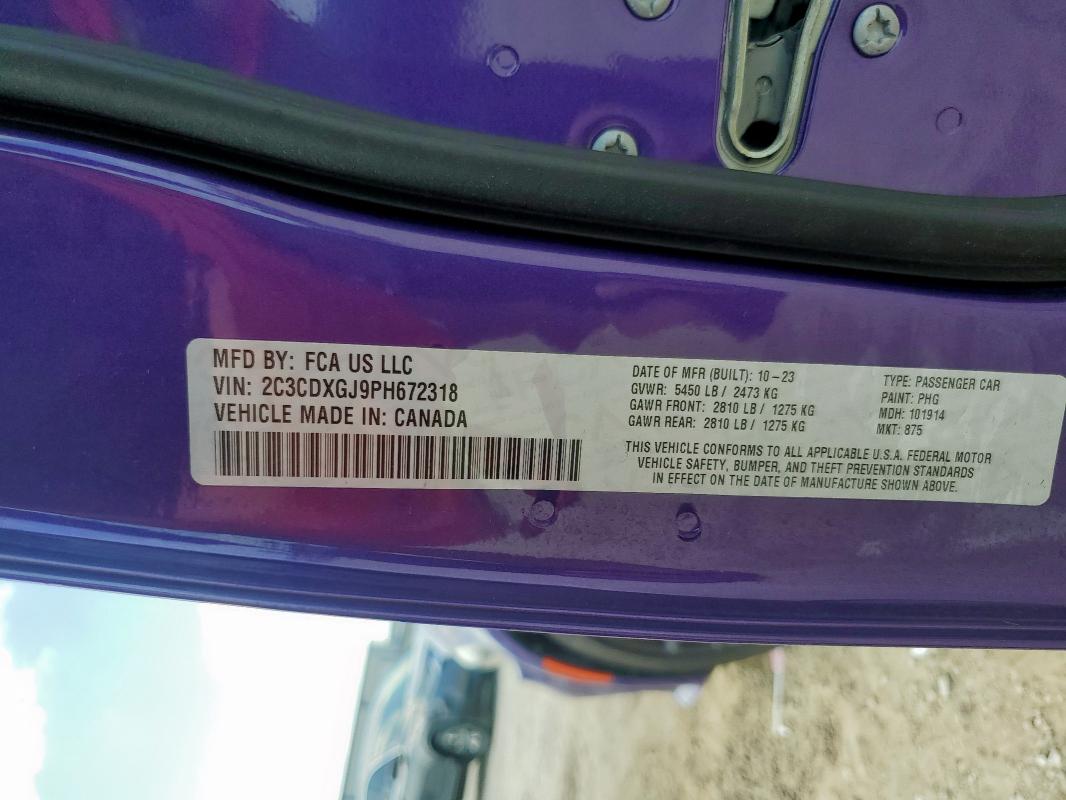 MFD BY: FCA US LLC
VIN: 2C3CDXGJ9PH672318
VEHICLE MADE IN: CANADA
DATE OF MFR (BUILT): 10-23
GVWR: 5450 LB / 2473 KG
GAWR FRONT: 2810 LB / 1275 KG
GAWR REAR: 2810 LB / 1275 KG
TYPE: PASSENGER CAR
PAINT: PHG
MDH: 101914
MKT: 875
THIS VEHICLE CONFORMS TO ALL APPLICABLE U.S.A. FEDERAL MOTOR
VEHICLE SAFETY, BUMPER, AND THEFT PREVENTION STANDARDS
IN EFFECT ON THE DATE OF MANUFACTURE SHOWN ABOVE.